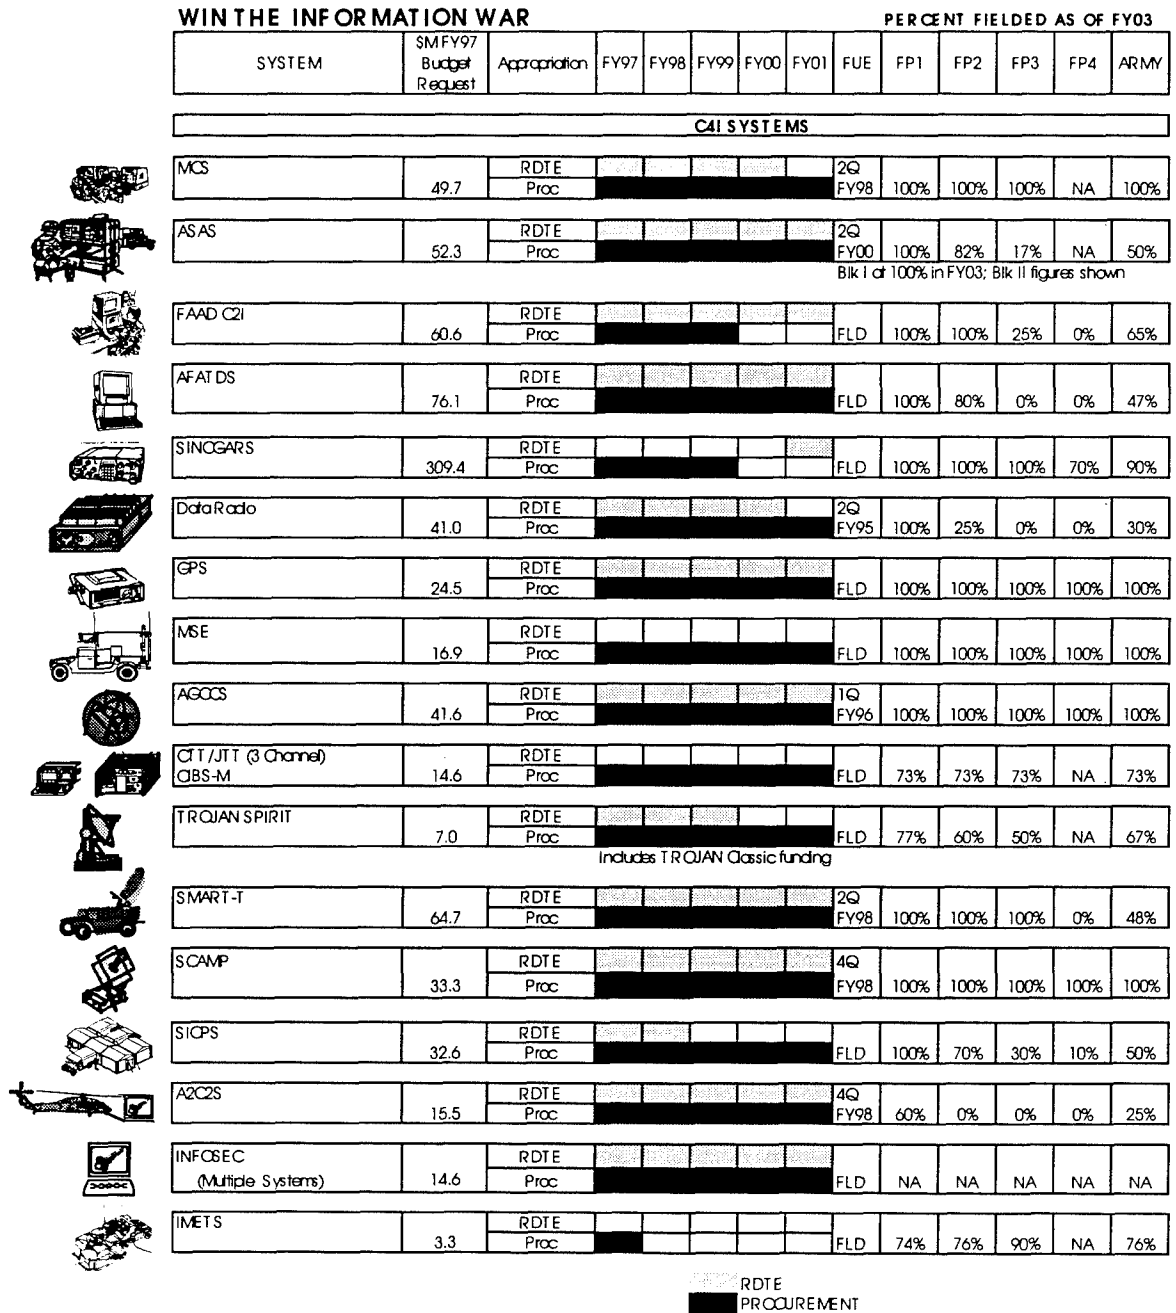 WIN THE INFORMATION WAR
PERCENT FIELDED AS OF FY03
SYSTEM $M FY97 Budget Request Appropriation FY97 FY98 FY99 FY00 FY01 FUE FP1 FP2 FP3 FP4 ARMY
C4I SYSTEMS
MCS RDTE 2Q
49.7 Proc FY98 100% 100% 100% NA 100%
ASAS RDTE 2Q
52.3 Proc FY00 100% 82% 17% NA 50%
Blk I at 100% in FY03; Blk II figures shown
FAAD C2I RDTE
60.6 Proc FLD 100% 100% 25% 0% 65%
AFATDS RDTE
76.1 Proc FLD 100% 80% 0% 0% 47%
SINCGARS RDTE
309.4 Proc FLD 100% 100% 100% 70% 90%
Data Radio RDTE 2Q
41.0 Proc FY95 100% 25% 0% 0% 30%
GPS RDTE
24.5 Proc FLD 100% 100% 100% 100% 100%
MSE RDTE
16.9 Proc FLD 100% 100% 100% 100% 100%
AGCCS RDTE 1Q
41.6 Proc FY96 100% 100% 100% 100% 100%
CTT/JTT (3 Channel) RDTE
CIBS-M 14.6 Proc FLD 73% 73% 73% NA 73%
TROJAN SPIRIT RDTE
7.0 Proc FLD 77% 60% 50% NA 67%
Includes TROJAN Classic funding
SMART-T RDTE 2Q
64.7 Proc FY98 100% 100% 100% 0% 48%
SCAMP RDTE 4Q
33.3 Proc FY98 100% 100% 100% 100% 100%
SICPS RDTE
32.6 Proc FLD 100% 70% 30% 10% 50%
A2C2S RDTE 4Q
15.5 Proc FY98 60% 0% 0% 0% 25%
INFOSEC RDTE
(Multiple Systems) 14.6 Proc FLD NA NA NA NA NA
IMETS RDTE
3.3 Proc FLD 74% 76% 90% NA 76%
RDTE
PROCUREMENT